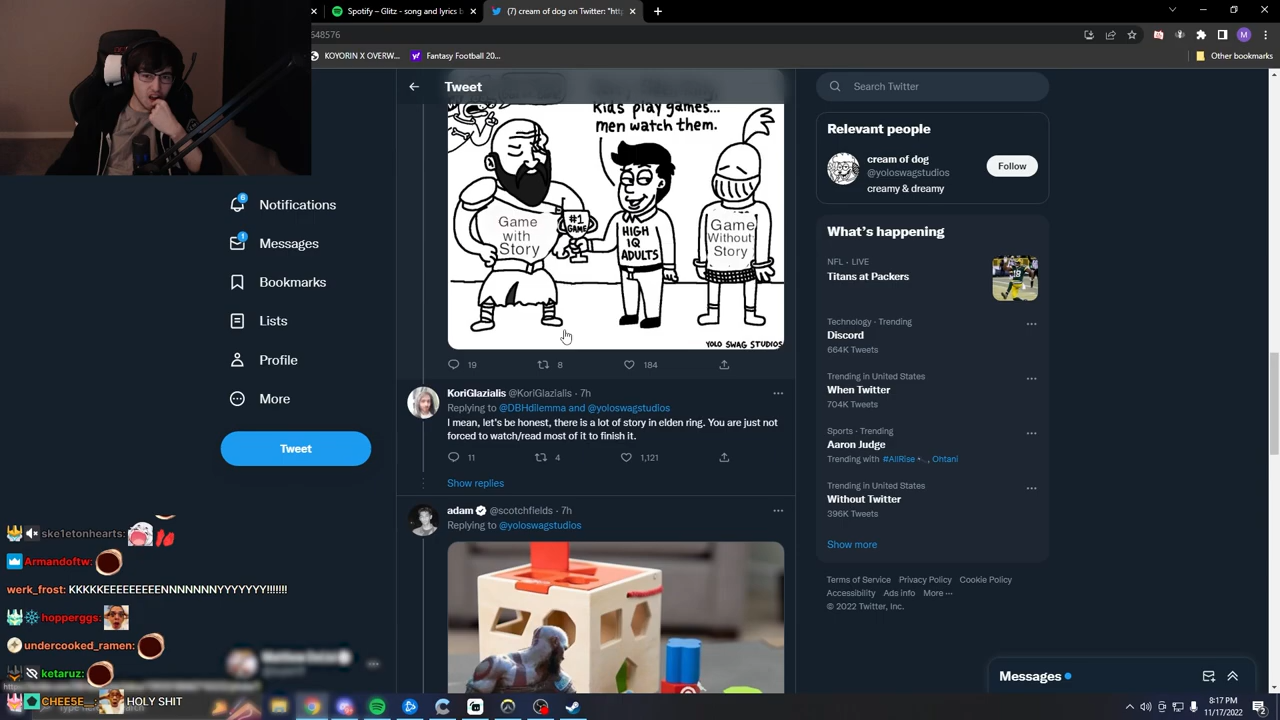 Spotify – Glitz - song and lyrics b
(7) cream of dog on Twitter: "http
648576
KOYORIN X OVERW...
Fantasy Football 20...
Other bookmarks
M
Tweet
Search Twitter
Notifications
6
Messages
1
Bookmarks
Lists
Profile
More
Tweet
kids play games...
men watch them.
Game
with
Story
#1
GAME
HIGH
IQ
ADULTS
Game
Without
Story
YOLO SWAG STUDIOS
19
8
184
KoriGlazialis @KoriGlazialis · 7h
Replying to @DBHdilemma and @yoloswagstudios
I mean, let's be honest, there is a lot of story in elden ring. You are just not
forced to watch/read most of it to finish it.
11
4
1,121
Show replies
adam @scotchfields · 7h
Replying to @yoloswagstudios
Relevant people
cream of dog
@yoloswagstudios
creamy & dreamy
Follow
What's happening
NFL · LIVE
Titans at Packers
Technology · Trending
Discord
664K Tweets
Trending in United States
When Twitter
704K Tweets
Sports · Trending
Aaron Judge
Trending with #AllRise, Ohtani
Trending in United States
Without Twitter
396K Tweets
Show more
Terms of Service Privacy Policy Cookie Policy
Accessibility Ads info More ···
© 2022 Twitter, Inc.
Messages
ske1etonhearts:
Armandoftw:
werk_frost: KKKKKEEEEEEEEENNNNNNNYYYYYYY!!!!!!!
hopperggs:
undercooked_ramen:
ketaruz:
CHEE5E__: HOLY SHIT
8:17 PM
11/17/2022
2